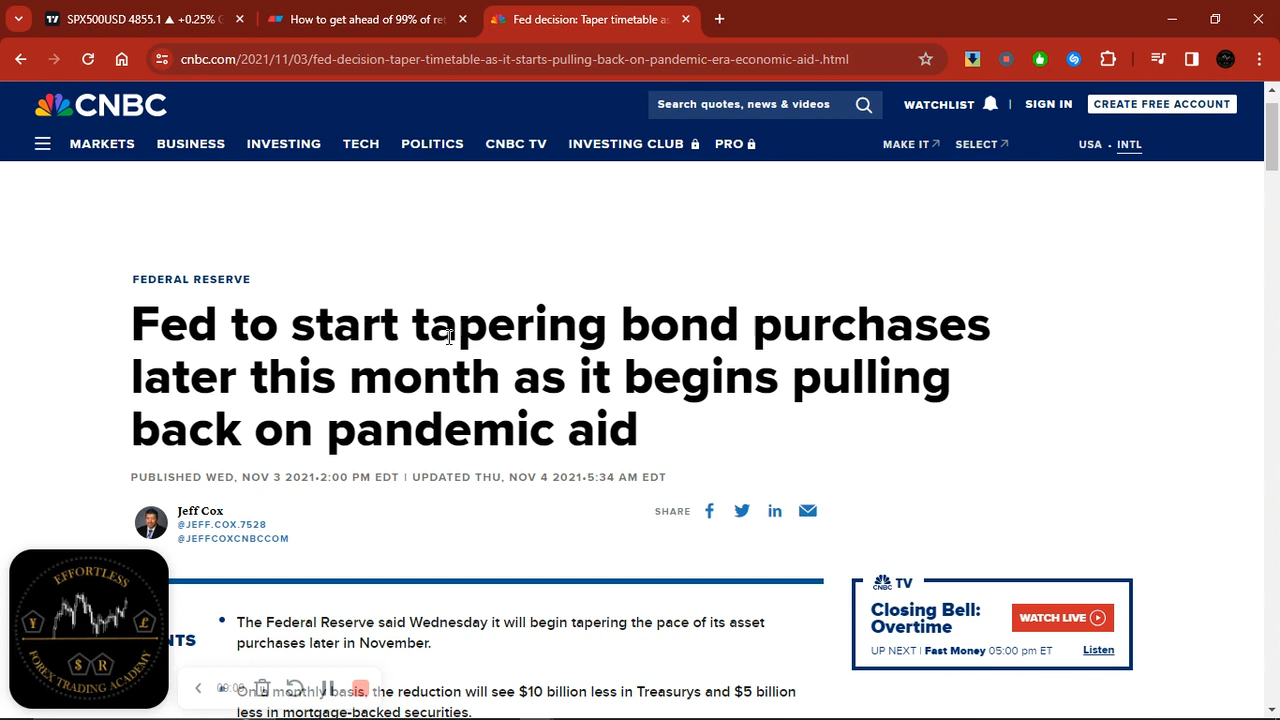 SPX500USD 4855.1 ▲ +0.25%
How to get ahead of 99% of ret
Fed decision: Taper timetable as
cnbc.com/2021/11/03/fed-decision-taper-timetable-as-it-starts-pulling-back-on-pandemic-era-economic-aid-.html
CNBC
Search quotes, news & videos
WATCHLIST
SIGN IN
CREATE FREE ACCOUNT
MARKETS BUSINESS INVESTING TECH POLITICS CNBC TV INVESTING CLUB PRO
MAKE IT SELECT
USA • INTL
FEDERAL RESERVE
Fed to start tapering bond purchases
later this month as it begins pulling
back on pandemic aid
PUBLISHED WED, NOV 3 2021•2:00 PM EDT | UPDATED THU, NOV 4 2021•5:34 AM EDT
Jeff Cox
@JEFF.COX.7528
@JEFFCOXCNBCCOM
SHARE
NTS
• The Federal Reserve said Wednesday it will begin tapering the pace of its asset
purchases later in November.
On a monthly basis, the reduction will see $10 billion less in Treasurys and $5 billion
less in mortgage-backed securities.
CNBC TV
Closing Bell:
Overtime
WATCH LIVE
UP NEXT | Fast Money 05:00 pm ET
Listen
EFFORTLESS
¥ £
$ R
FOREX TRADING ACADEMY